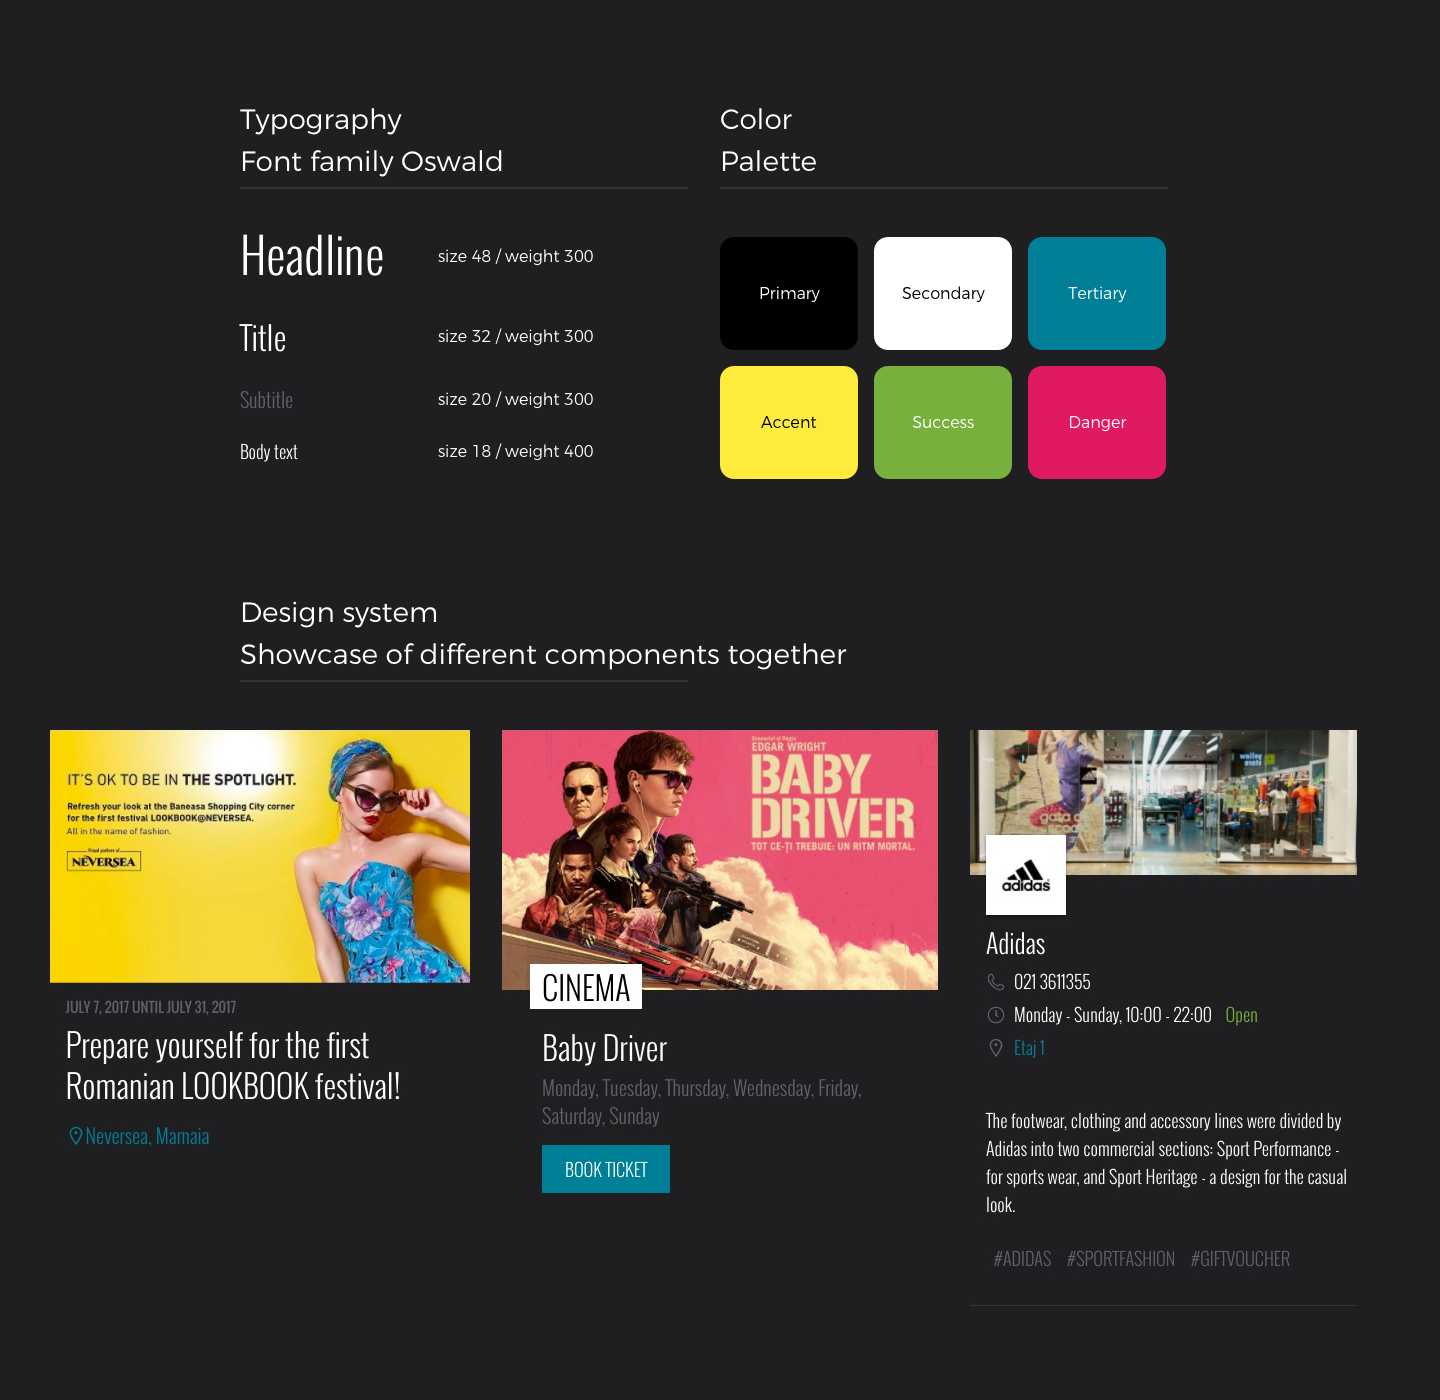 Typography
Font family Oswald
Color
Palette
Headline
size 48 / weight 300
Title
size 32 / weight 300
Subtitle
size 20 / weight 300
Body text
size 18 / weight 400
Primary
Secondary
Tertiary
Accent
Success
Danger
Design system
Showcase of different components together
IT'S OK TO BE IN THE SPOTLIGHT.
Refresh your look at the Baneasa Shopping City corner
for the first festival LOOKBOOK@NEVERSEA.
All in the name of fashion.
Proud partner of
NEVERSEA
JULY 7, 2017 UNTIL JULY 31, 2017
Prepare yourself for the first
Romanian LOOKBOOK festival!
Neversea, Mamaia
EDGAR WRIGHT
BABY
DRIVER
TOT CE-ȚI TREBUIE: UN RITM MORTAL.
CINEMA
Baby Driver
Monday, Tuesday, Thursday, Wednesday, Friday,
Saturday, Sunday
BOOK TICKET
adidas
Adidas
021 3611355
Monday - Sunday, 10:00 - 22:00 Open
Etaj 1
The footwear, clothing and accessory lines were divided by
Adidas into two commercial sections: Sport Performance -
for sports wear, and Sport Heritage - a design for the casual
look.
#ADIDAS #SPORTFASHION #GIFTVOUCHER